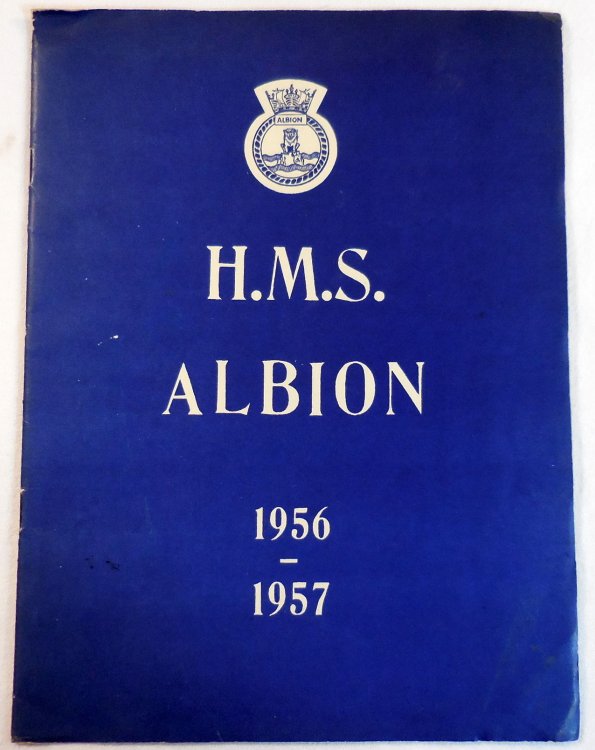 ALBION
H.M.S.
ALBION
1956
–
1957